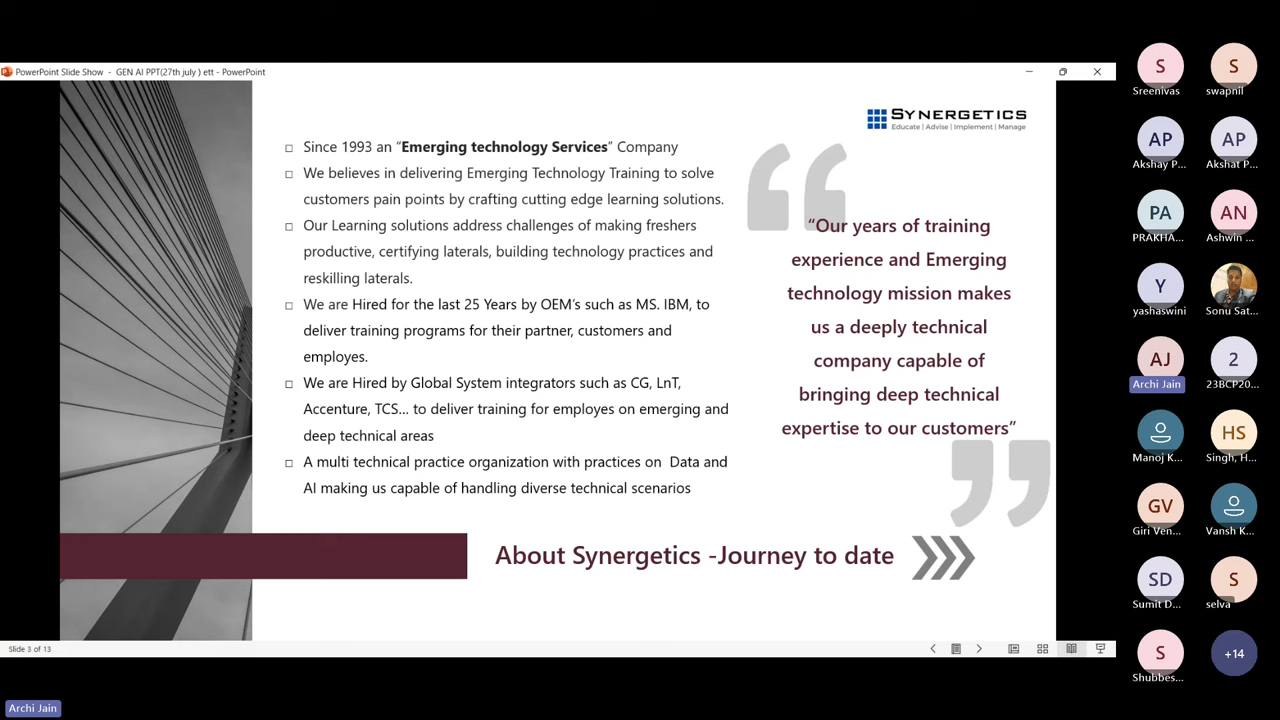 PowerPoint Slide Show - GEN AI PPT(27th july ) ett - PowerPoint
SYNERGETICS
Educate | Advise | Implement | Manage
Since 1993 an “Emerging technology Services” Company
We believes in delivering Emerging Technology Training to solve
customers pain points by crafting cutting edge learning solutions.
Our Learning solutions address challenges of making freshers
productive, certifying laterals, building technology practices and
reskilling laterals.
We are Hired for the last 25 Years by OEM’s such as MS. IBM, to
deliver training programs for their partner, customers and
employes.
We are Hired by Global System integrators such as CG, LnT,
Accenture, TCS... to deliver training for employes on emerging and
deep technical areas
A multi technical practice organization with practices on Data and
AI making us capable of handling diverse technical scenarios
“Our years of training
experience and Emerging
technology mission makes
us a deeply technical
company capable of
bringing deep technical
expertise to our customers”
About Synergetics -Journey to date
Slide 3 of 13
Archi Jain
S
Sreenivas
S
swapnil
AP
Akshay P...
AP
Akshat P...
PA
PRAKHA...
AN
Ashwin ...
Y
yashaswini
Sonu Sat...
AJ
Archi Jain
2
23BCP20...
Manoj K...
HS
Singh, H...
GV
Giri Ven...
Vansh K...
SD
Sumit D...
S
selva
S
Shubbes...
+14